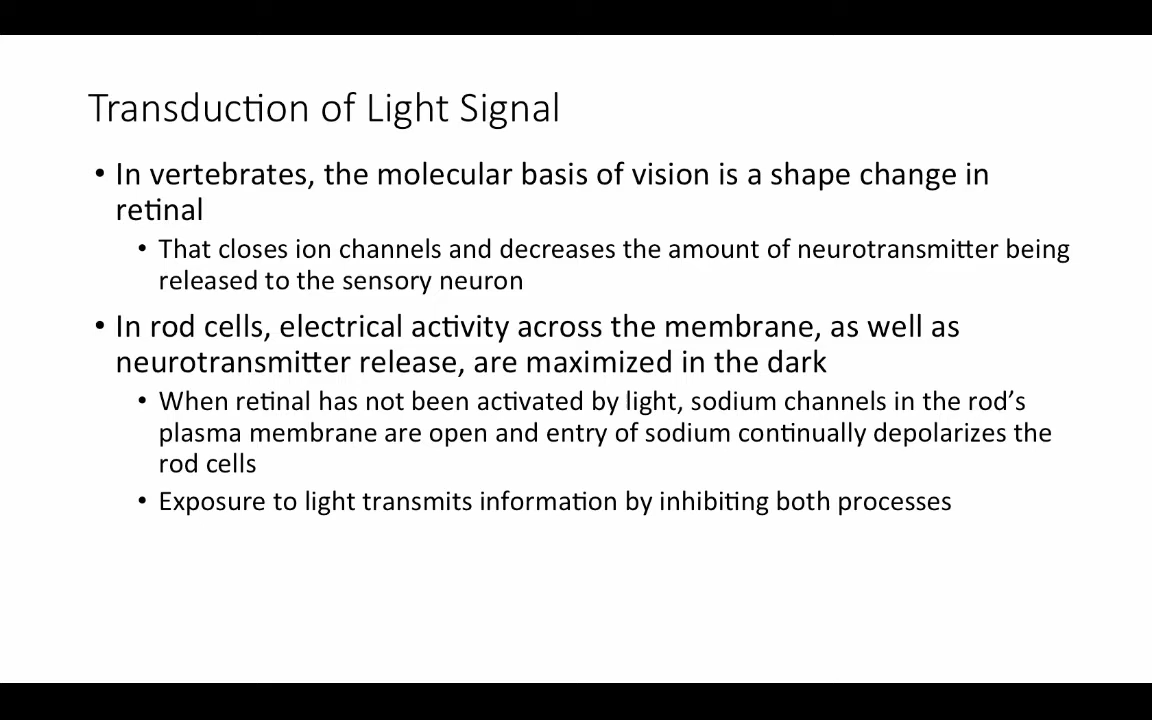 Transduction of Light Signal
• In vertebrates, the molecular basis of vision is a shape change in
retinal
• That closes ion channels and decreases the amount of neurotransmitter being
released to the sensory neuron
• In rod cells, electrical activity across the membrane, as well as
neurotransmitter release, are maximized in the dark
• When retinal has not been activated by light, sodium channels in the rod’s
plasma membrane are open and entry of sodium continually depolarizes the
rod cells
• Exposure to light transmits information by inhibiting both processes